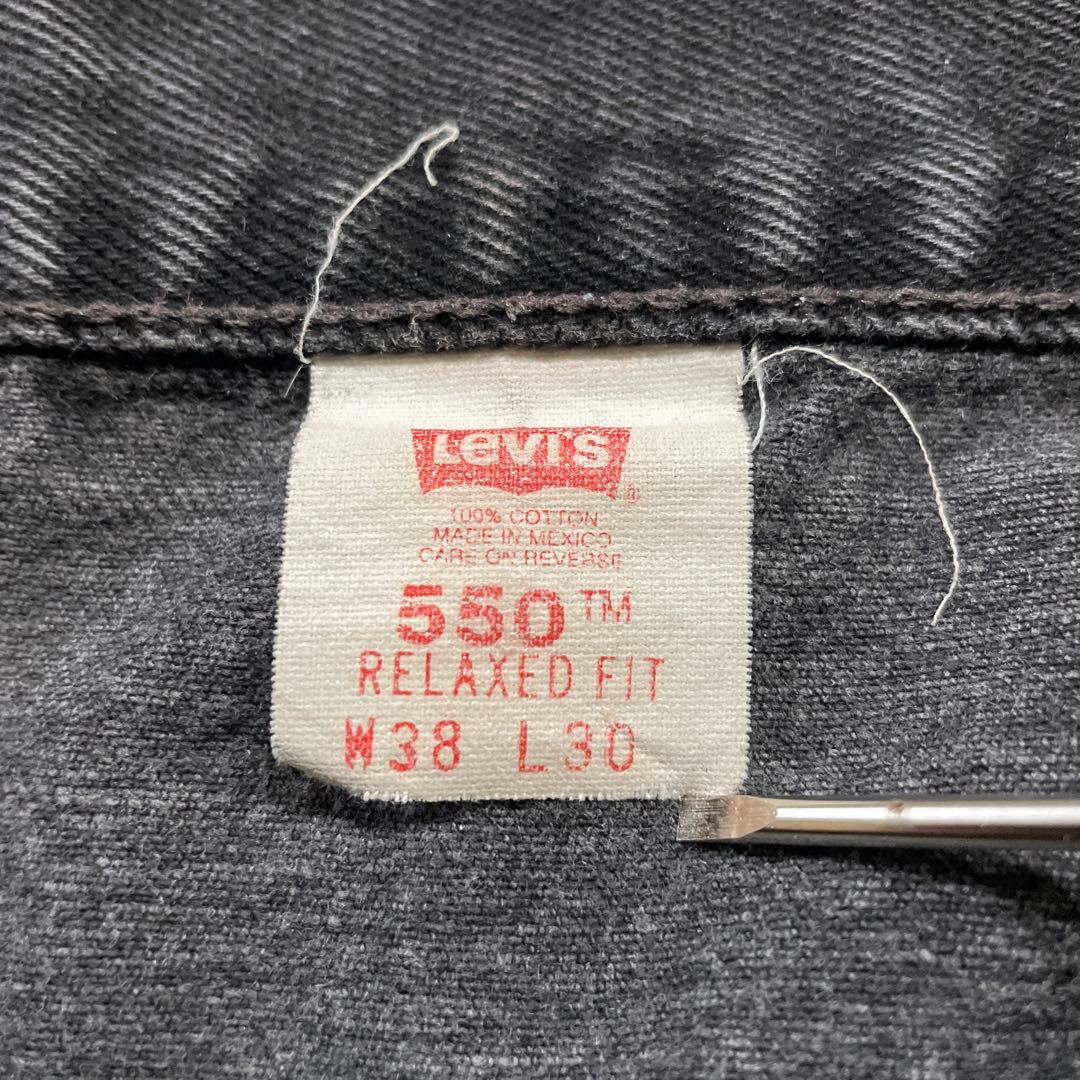 Levi's ®
100% COTTON
MADE IN MEXICO
CARE ON REVERSE
550™
RELAXED FIT
W38 L30